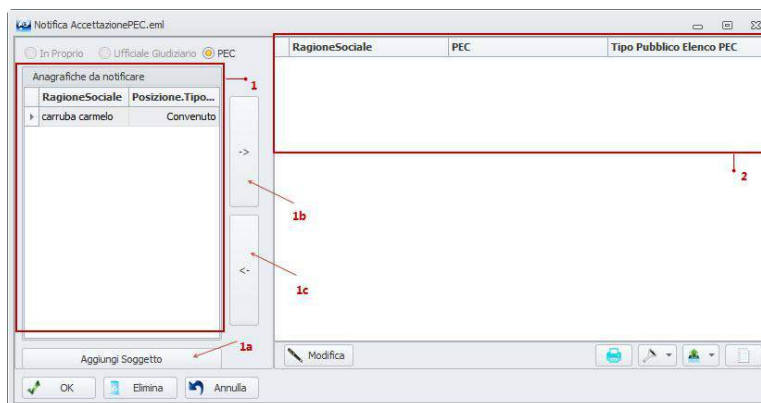 Notifica AccettazionePEC.eml
In Proprio Ufficiale Giudiziario PEC
Anagrafiche da notificare
RagioneSociale Posizione.Tipo...
carruba carmelo Convenuto
1
->
1b
<-
1c
Aggiungi Soggetto
1a
RagioneSociale PEC Tipo Pubblico Elenco PEC
2
Modifica
OK Elimina Annulla